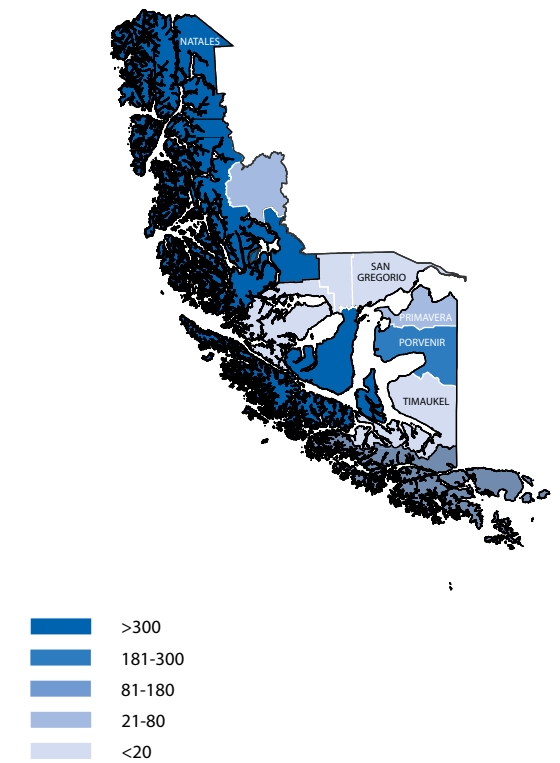 NATALES
SAN
GREGORIO
PRIMAVERA
PORVENIR
TIMAUKEL
>300
181-300
81-180
21-80
<20